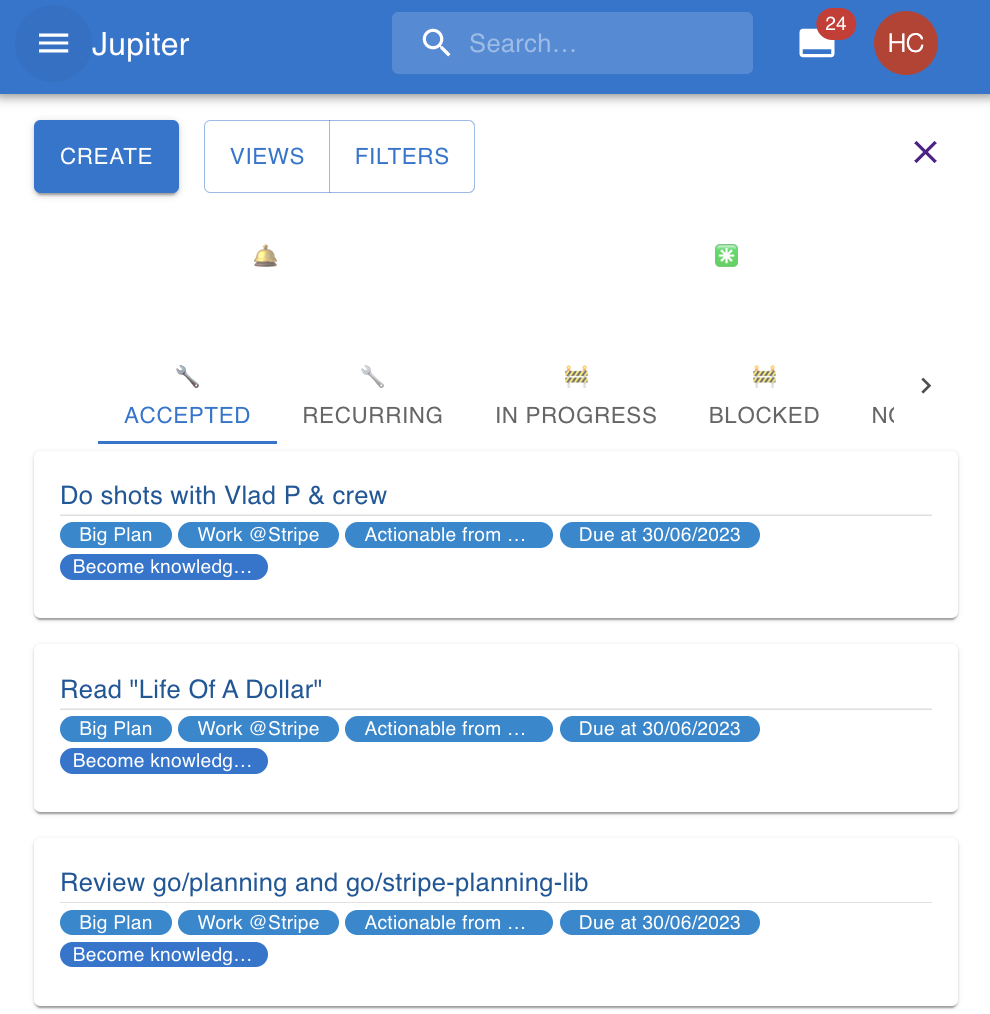 Jupiter
Search…
24
HC
CREATE
VIEWS
FILTERS
ACCEPTED
RECURRING
IN PROGRESS
BLOCKED
Do shots with Vlad P & crew
Big Plan Work @Stripe Actionable from … Due at 30/06/2023
Become knowledg…
Read "Life Of A Dollar"
Big Plan Work @Stripe Actionable from … Due at 30/06/2023
Become knowledg…
Review go/planning and go/stripe-planning-lib
Big Plan Work @Stripe Actionable from … Due at 30/06/2023
Become knowledg…